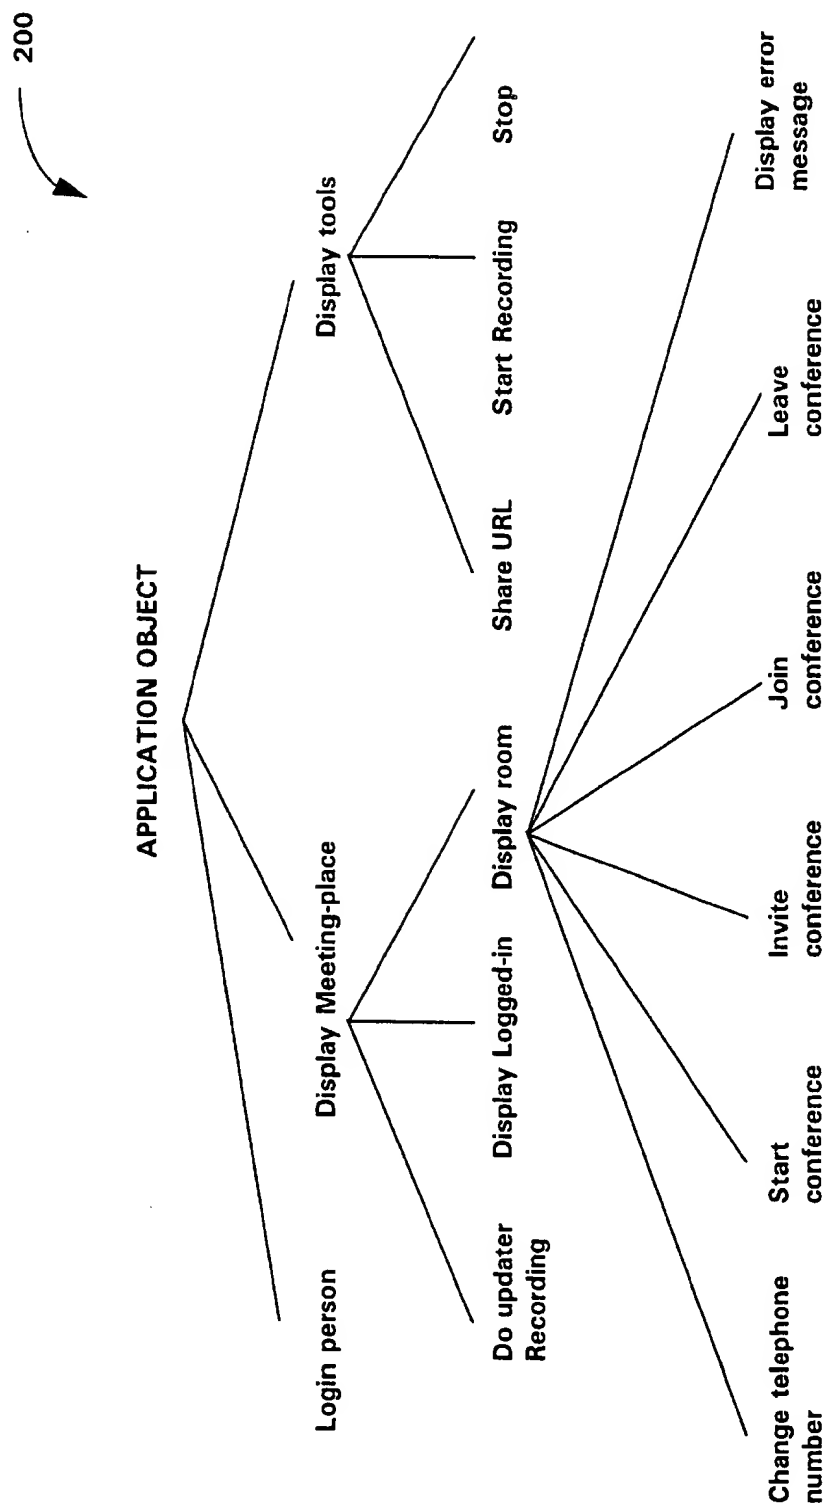 200
APPLICATION OBJECT
Login person
Display Meeting-place
Display tools
Do updater
Recording
Display Logged-in
Display room
Share URL
Start Recording
Stop
Change telephone
number
Start
conference
Invite
conference
Join
conference
Leave
conference
Display error
message